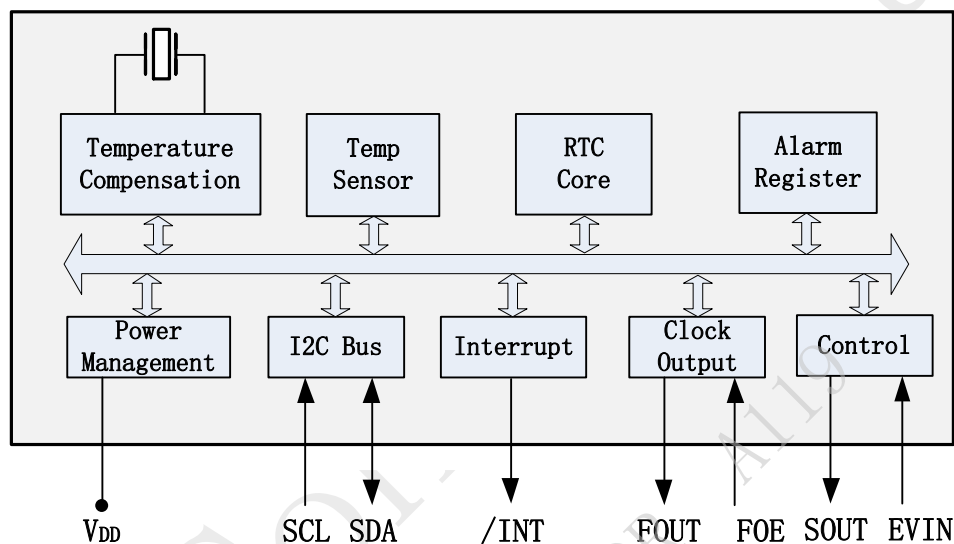 Temperature
Compensation
Temp
Sensor
RTC
Core
Alarm
Register
Power
Management
I2C Bus
Interrupt
Clock
Output
Control
A119
VDD SCL SDA /INT FOUT FOE SOUT EVIN